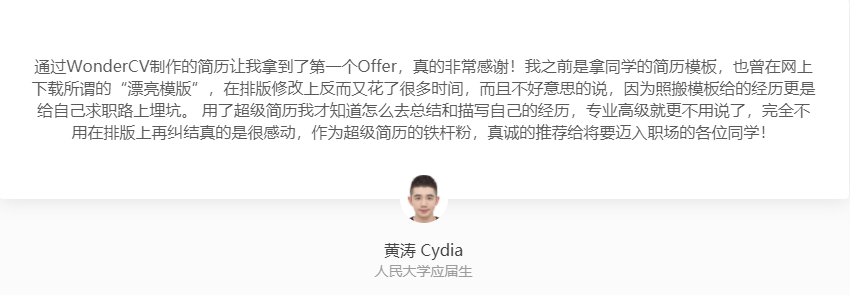 通过WonderCV制作的简历让我拿到了第一个Offer，真的非常感谢！我之前是拿同学的简历模板，也曾在网上
下载所谓的“漂亮模版”，在排版修改上反而又花了很多时间，而且不好意思的说，因为照搬模板给的经历更是
给自己求职路上埋坑。 用了超级简历我才知道怎么去总结和描写自己的经历，专业高级就更不用说了，完全不
用在排版上再纠结真的是很感动，作为超级简历的铁杆粉，真诚的推荐给将要迈入职场的各位同学！
黄涛 Cydia
人民大学应届生